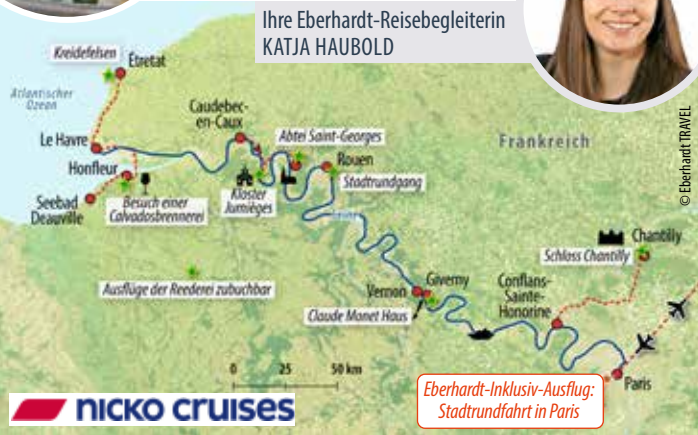 Ihre Eberhardt-Reisebegleiterin
KATJA HAUBOLD
© Eberhardt TRAVEL
Kreidefelsen
Étretat
Atlantischer
Ozean
Le Havre
Honfleur
Seebad
Deauville
Besuch einer
Calvadosbrennerei
Caudebec-
en-Caux
Abtei Saint-Georges
Rouen
Stadtrundgang
Kloster
Jumièges
Frankreich
Seine
Ausflüge der Reederei zubuchbar
Vernon
Giverny
Claude Monet Haus
Conflans-
Sainte-
Honorine
Chantilly
Schloss Chantilly
Paris
0 25 50 km
Eberhardt-Inklusiv-Ausflug:
Stadtrundfahrt in Paris
nicko cruises